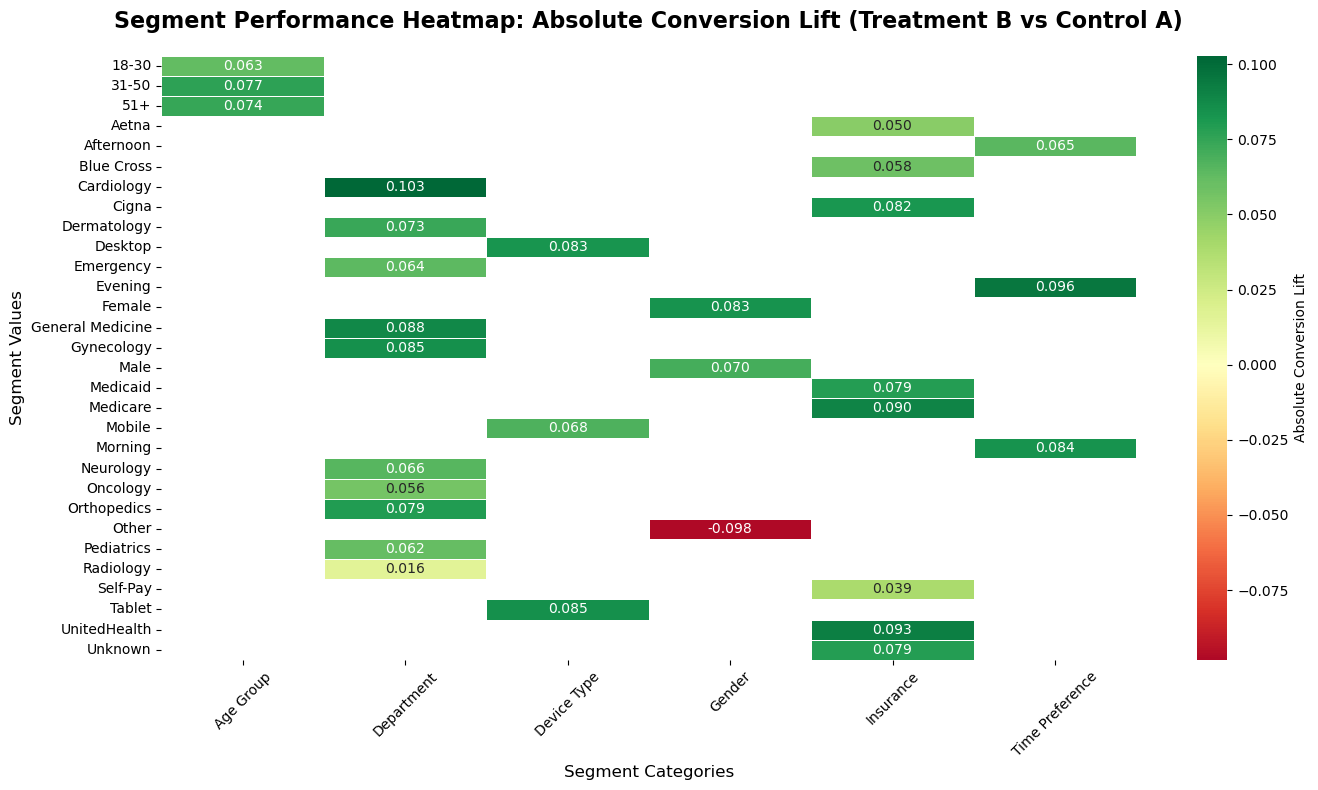 Segment Performance Heatmap: Absolute Conversion Lift (Treatment B vs Control A)
Segment Values
18-30 0.063
31-50 0.077
51+ 0.074
Aetna 0.050
Afternoon 0.065
Blue Cross 0.058
Cardiology 0.103
Cigna 0.082
Dermatology 0.073
Desktop 0.083
Emergency 0.064
Evening 0.096
Female 0.083
General Medicine 0.088
Gynecology 0.085
Male 0.070
Medicaid 0.079
Medicare 0.090
Mobile 0.068
Morning 0.084
Neurology 0.066
Oncology 0.056
Orthopedics 0.079
Other -0.098
Pediatrics 0.062
Radiology 0.016
Self-Pay 0.039
Tablet 0.085
UnitedHealth 0.093
Unknown 0.079
Age Group
Department
Device Type
Gender
Insurance
Time Preference
Segment Categories
0.100
0.075
0.050
0.025
0.000
−0.025
−0.050
−0.075
Absolute Conversion Lift